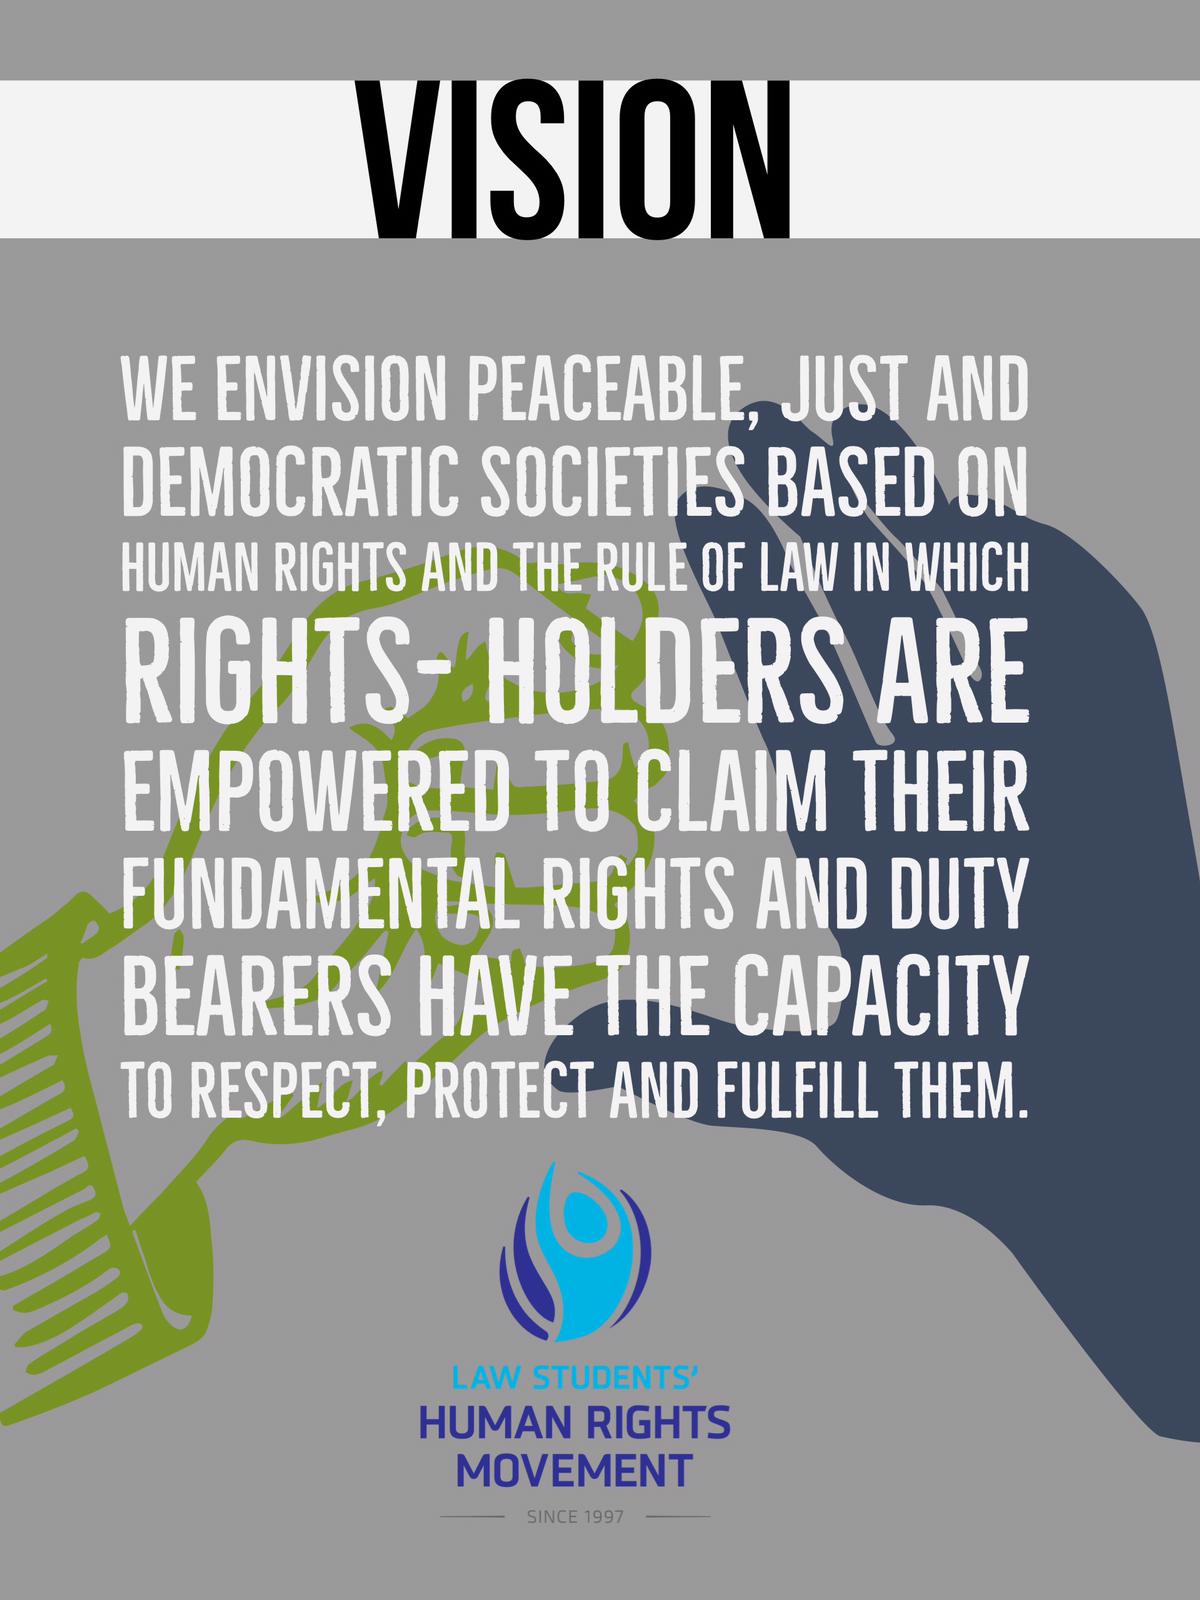 VISION
WE ENVISION PEACEABLE, JUST AND
DEMOCRATIC SOCIETIES BASED ON
HUMAN RIGHTS AND THE RULE OF LAW IN WHICH
RIGHTS- HOLDERS ARE
EMPOWERED TO CLAIM THEIR
FUNDAMENTAL RIGHTS AND DUTY
BEARERS HAVE THE CAPACITY
TO RESPECT, PROTECT AND FULFILL THEM.
LAW STUDENTS'
HUMAN RIGHTS
MOVEMENT
SINCE 1997